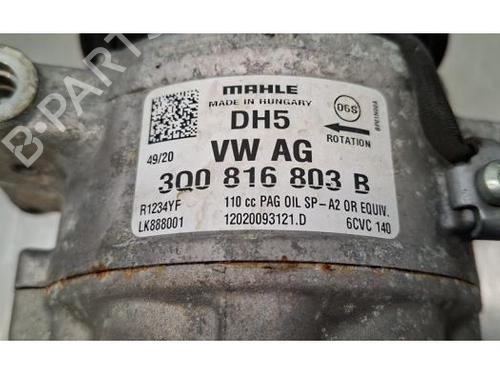 MAHLE
MADE IN HUNGARY
DH5
06S
ROTATION
49/20
VW AG
3Q0 816 803 B
R1234YF
110 cc PAG OIL SP-A2 OR EQUIV.
LK888001
12020093121.D
6CVC 140